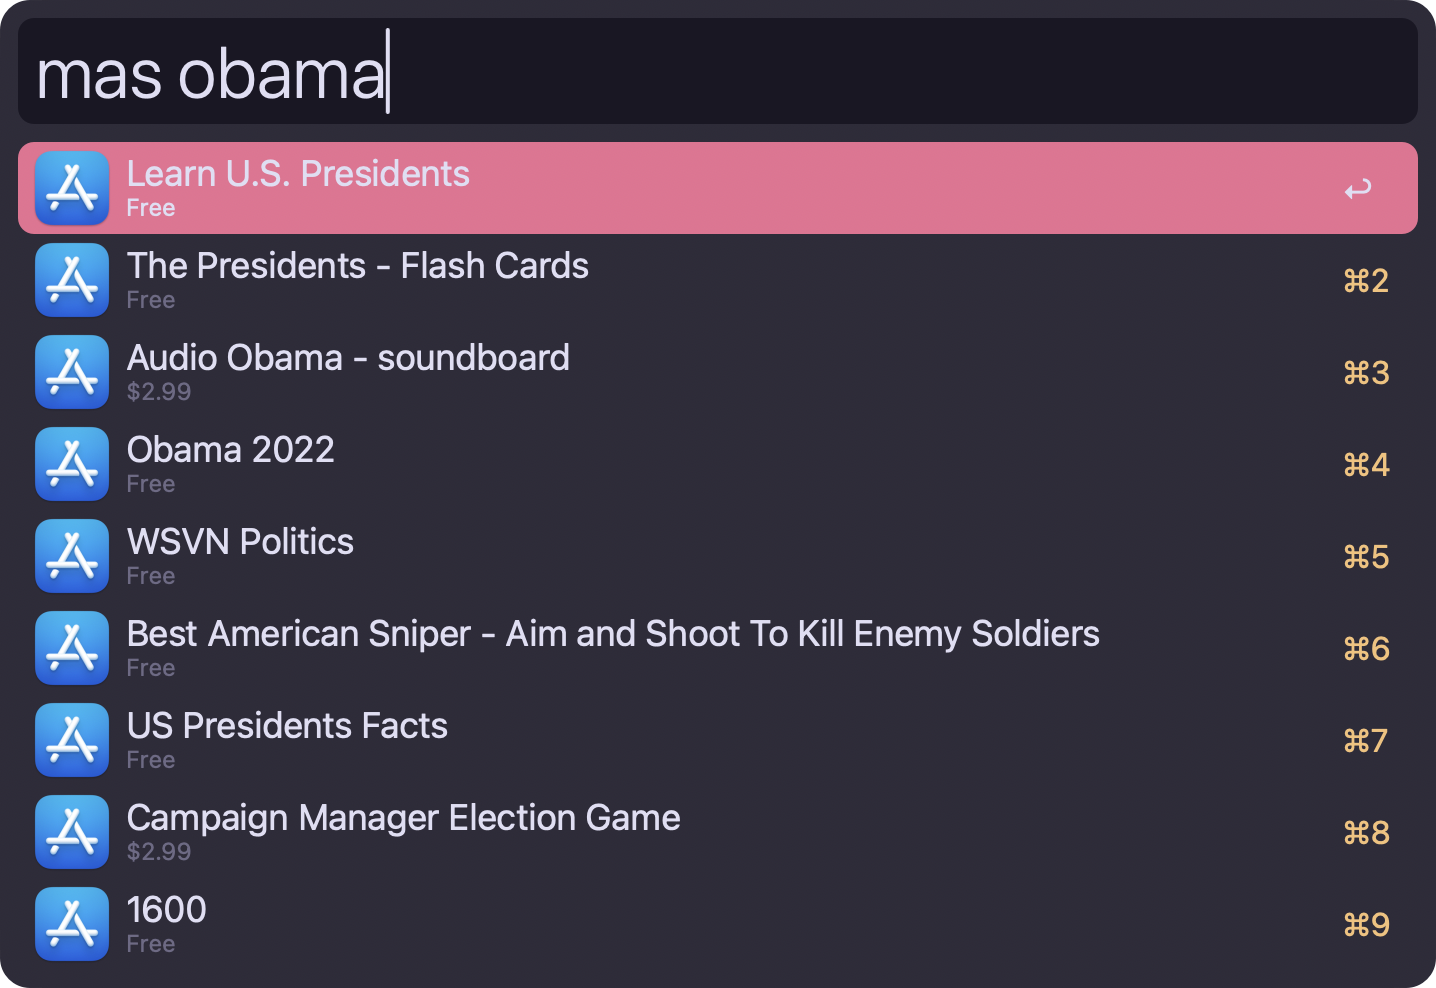 mas obama
Learn U.S. Presidents
Free
The Presidents - Flash Cards
Free
⌘2
Audio Obama - soundboard
$2.99
⌘3
Obama 2022
Free
⌘4
WSVN Politics
Free
⌘5
Best American Sniper - Aim and Shoot To Kill Enemy Soldiers
Free
⌘6
US Presidents Facts
Free
⌘7
Campaign Manager Election Game
$2.99
⌘8
1600
Free
⌘9